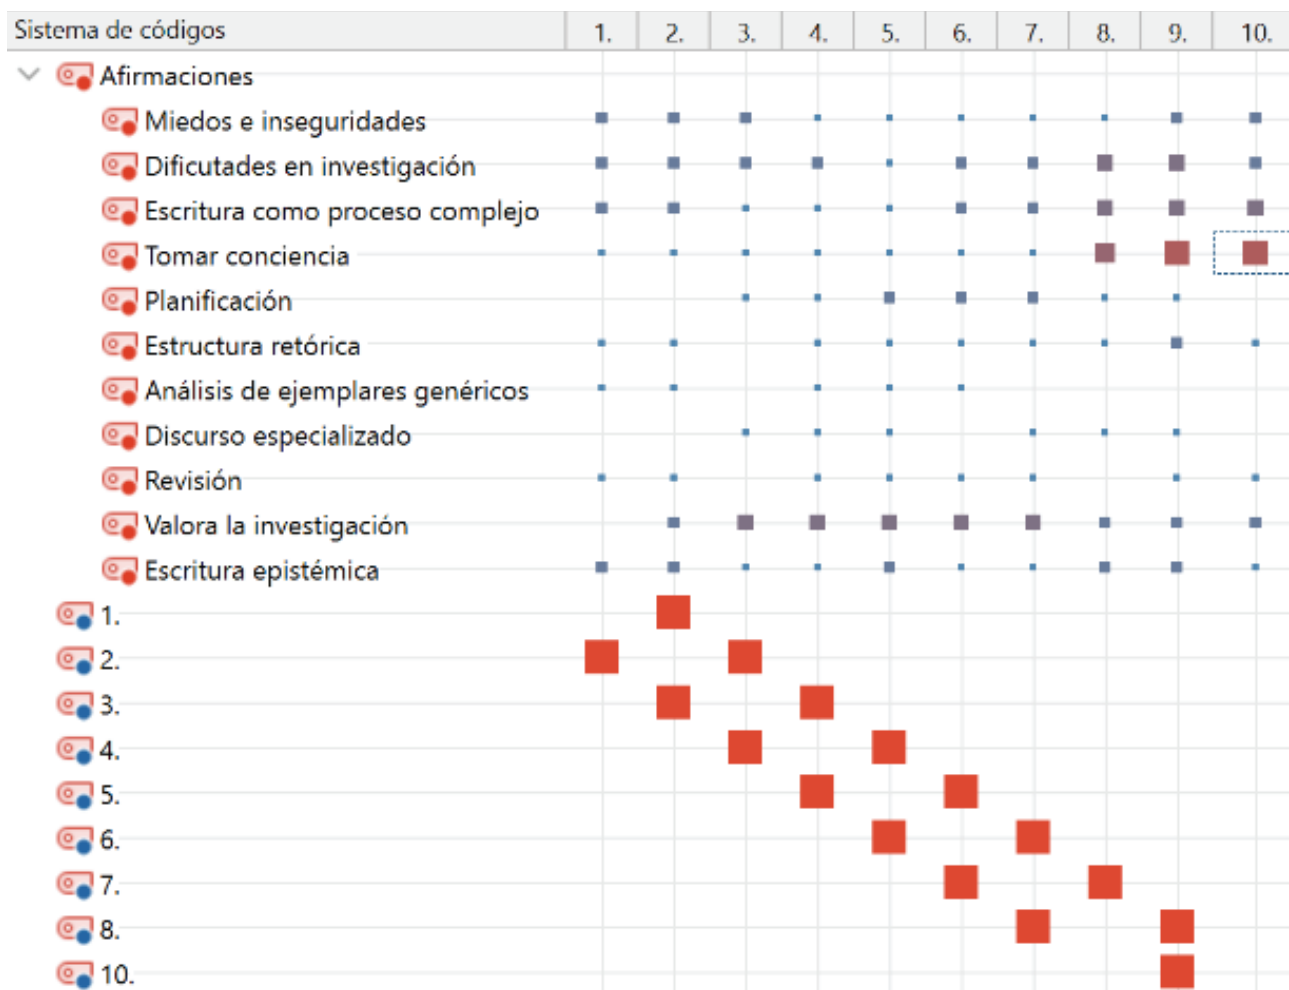 Sistema de códigos 1. 2. 3. 4. 5. 6. 7. 8. 9. 10.
Afirmaciones
Miedos e inseguridades
Dificutades en investigación
Escritura como proceso complejo
Tomar conciencia
Planificación
Estructura retórica
Análisis de ejemplares genéricos
Discurso especializado
Revisión
Valora la investigación
Escritura epistémica
1.
2.
3.
4.
5.
6.
7.
8.
10.